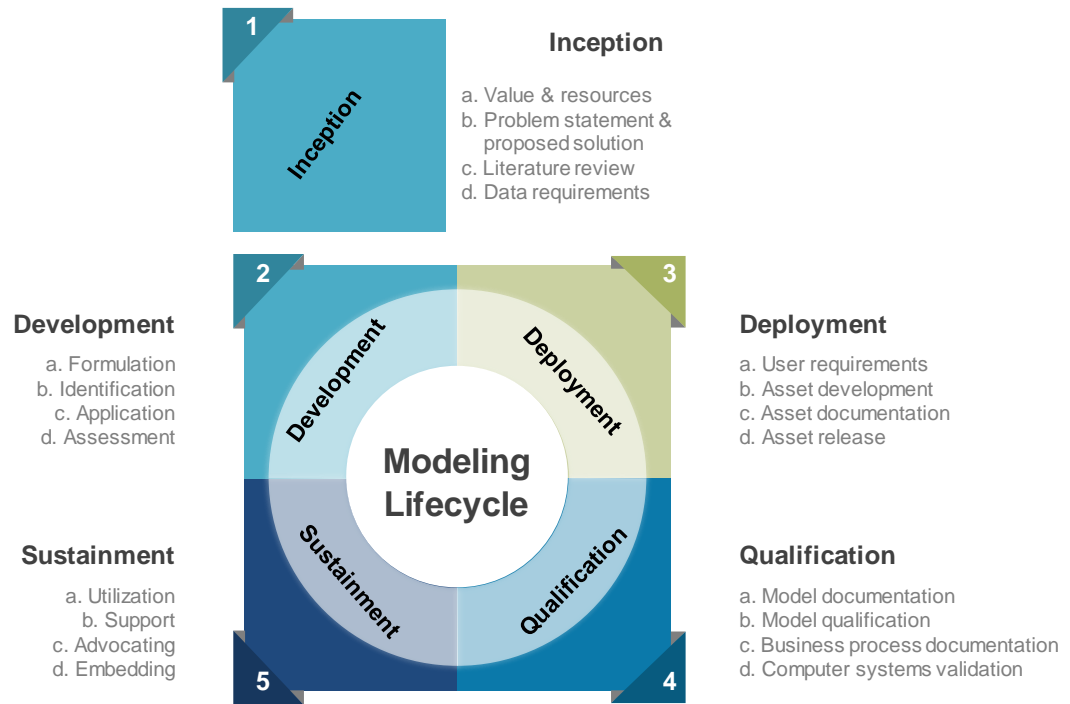 1
Inception
Inception
a. Value & resources
b. Problem statement &
proposed solution
c. Literature review
d. Data requirements
2
Development
Development
a. Formulation
b. Identification
c. Application
d. Assessment
3
Deployment
Deployment
a. User requirements
b. Asset development
c. Asset documentation
d. Asset release
Modeling
Lifecycle
Sustainment
Sustainment
a. Utilization
b. Support
c. Advocating
d. Embedding
5
Qualification
Qualification
a. Model documentation
b. Model qualification
c. Business process documentation
d. Computer systems validation
4